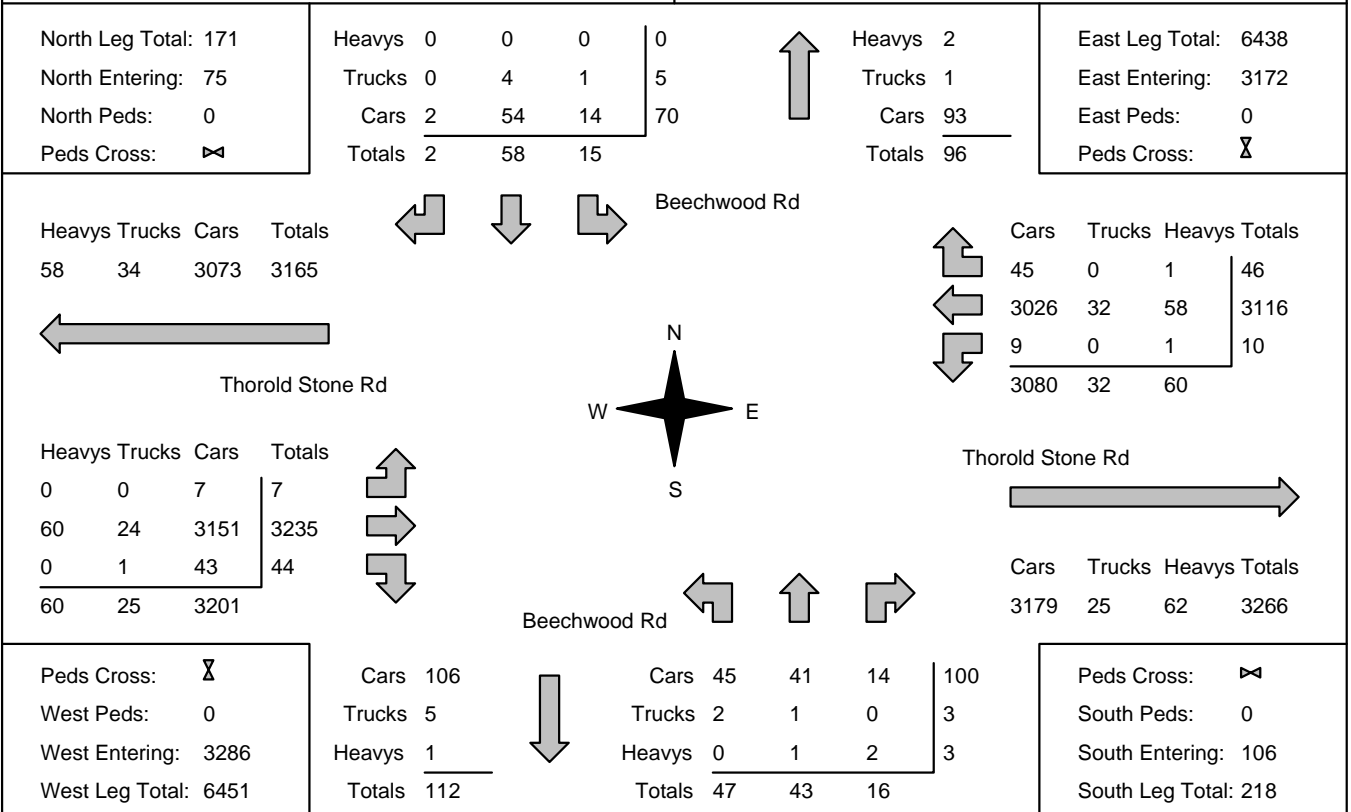 North Leg Total: 171
North Entering: 75
North Peds: 0
Peds Cross:
Heavys 0 0 0 0
Trucks 0 4 1 5
Cars 2 54 14 70
Totals 2 58 15
Heavys 2
Trucks 1
Cars 93
Totals 96
East Leg Total: 6438
East Entering: 3172
East Peds: 0
Peds Cross:
Beechwood Rd
Heavys Trucks Cars Totals
58 34 3073 3165
Cars Trucks Heavys Totals
45 0 1 46
3026 32 58 3116
9 0 1 10
3080 32 60
Thorold Stone Rd
N
W E
S
Heavys Trucks Cars Totals
0 0 7 7
60 24 3151 3235
0 1 43 44
60 25 3201
Thorold Stone Rd
Cars Trucks Heavys Totals
3179 25 62 3266
Beechwood Rd
Peds Cross:
West Peds: 0
West Entering: 3286
West Leg Total: 6451
Cars 106
Trucks 5
Heavys 1
Totals 112
Cars 45 41 14 100
Trucks 2 1 0 3
Heavys 0 1 2 3
Totals 47 43 16
Peds Cross:
South Peds: 0
South Entering: 106
South Leg Total: 218